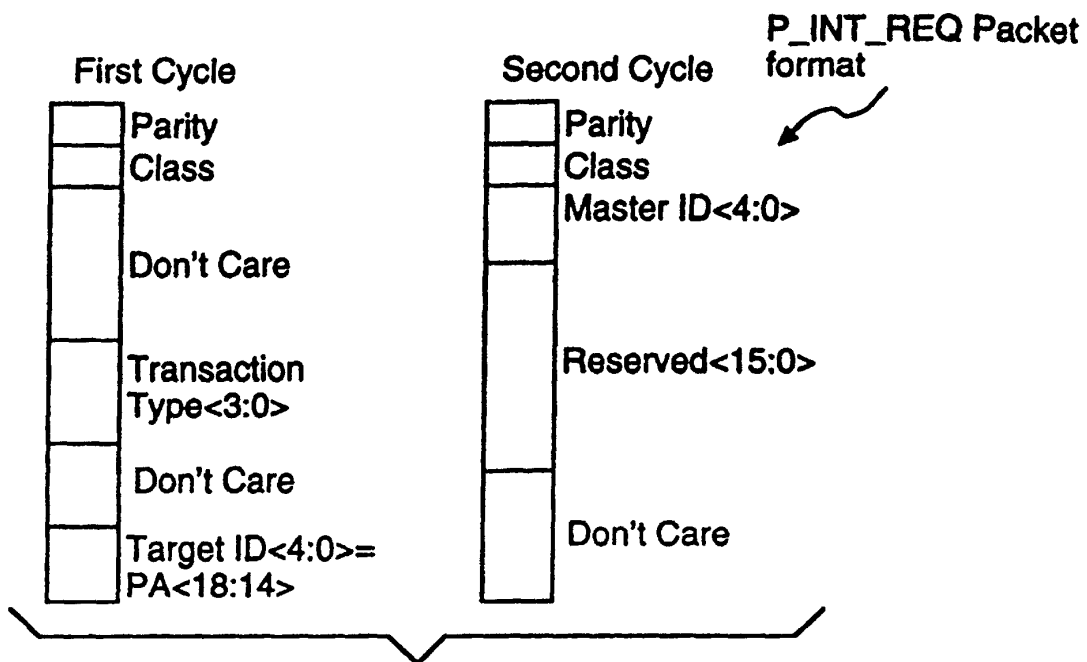 P_INT_REQ Packet
format
First Cycle
Parity
Class
Don't Care
Transaction
Type<3:0>
Don't Care
Target ID<4:0>=
PA<18:14>
Second Cycle
Parity
Class
Master ID<4:0>
Reserved<15:0>
Don't Care